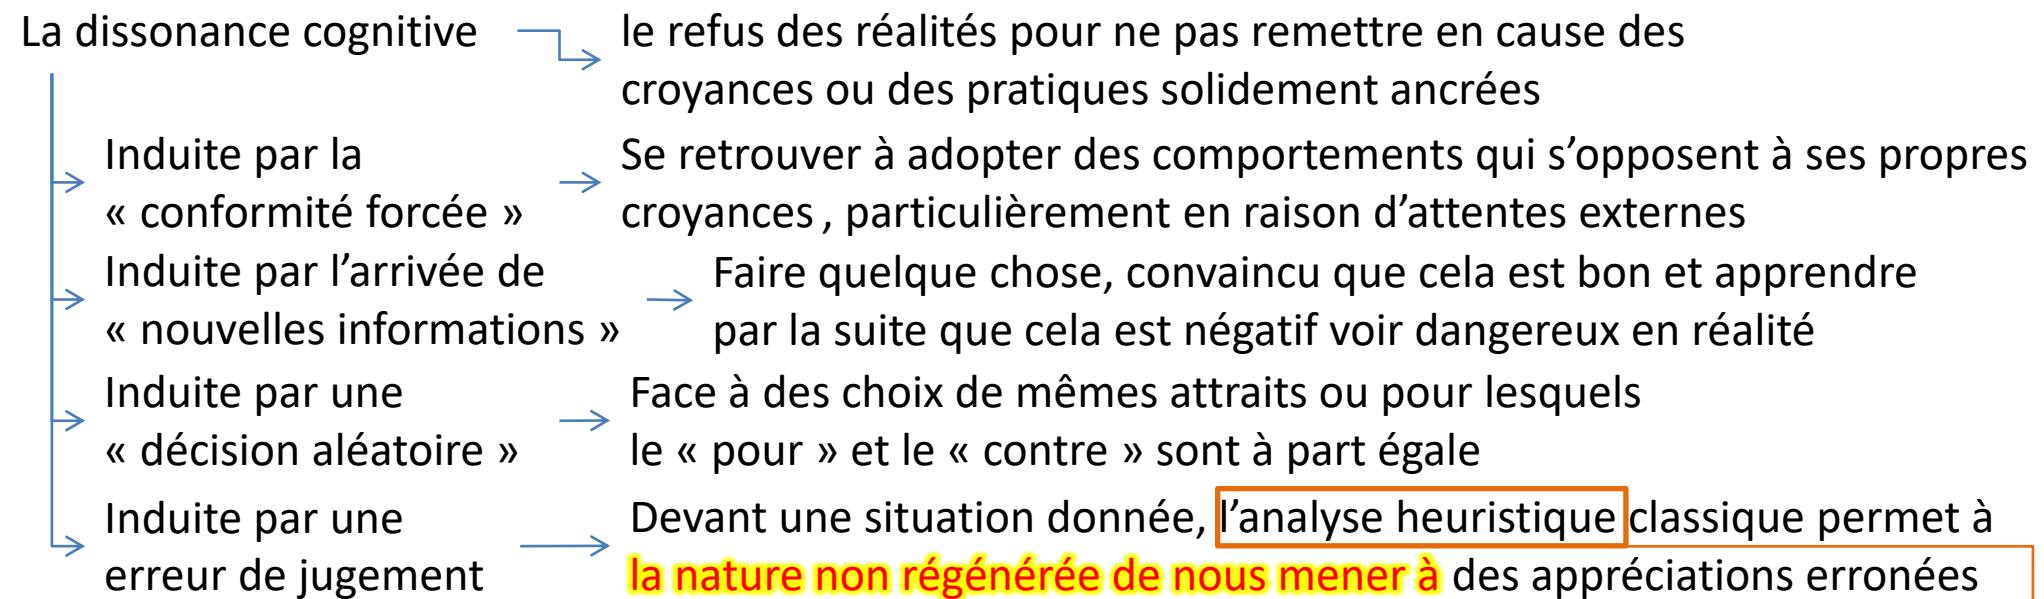 La dissonance cognitive le refus des réalités pour ne pas remettre en cause des
croyances ou des pratiques solidement ancrées
Induite par la Se retrouver à adopter des comportements qui s’opposent à ses propres
« conformité forcée » croyances , particulièrement en raison d’attentes externes
Induite par l’arrivée de Faire quelque chose, convaincu que cela est bon et apprendre
« nouvelles informations » par la suite que cela est négatif voir dangereux en réalité
Induite par une Face à des choix de mêmes attraits ou pour lesquels
« décision aléatoire » le « pour » et le « contre » sont à part égale
Induite par une Devant une situation donnée, l’analyse heuristique classique permet à
erreur de jugement la nature non régénérée de nous mener à des appréciations erronées